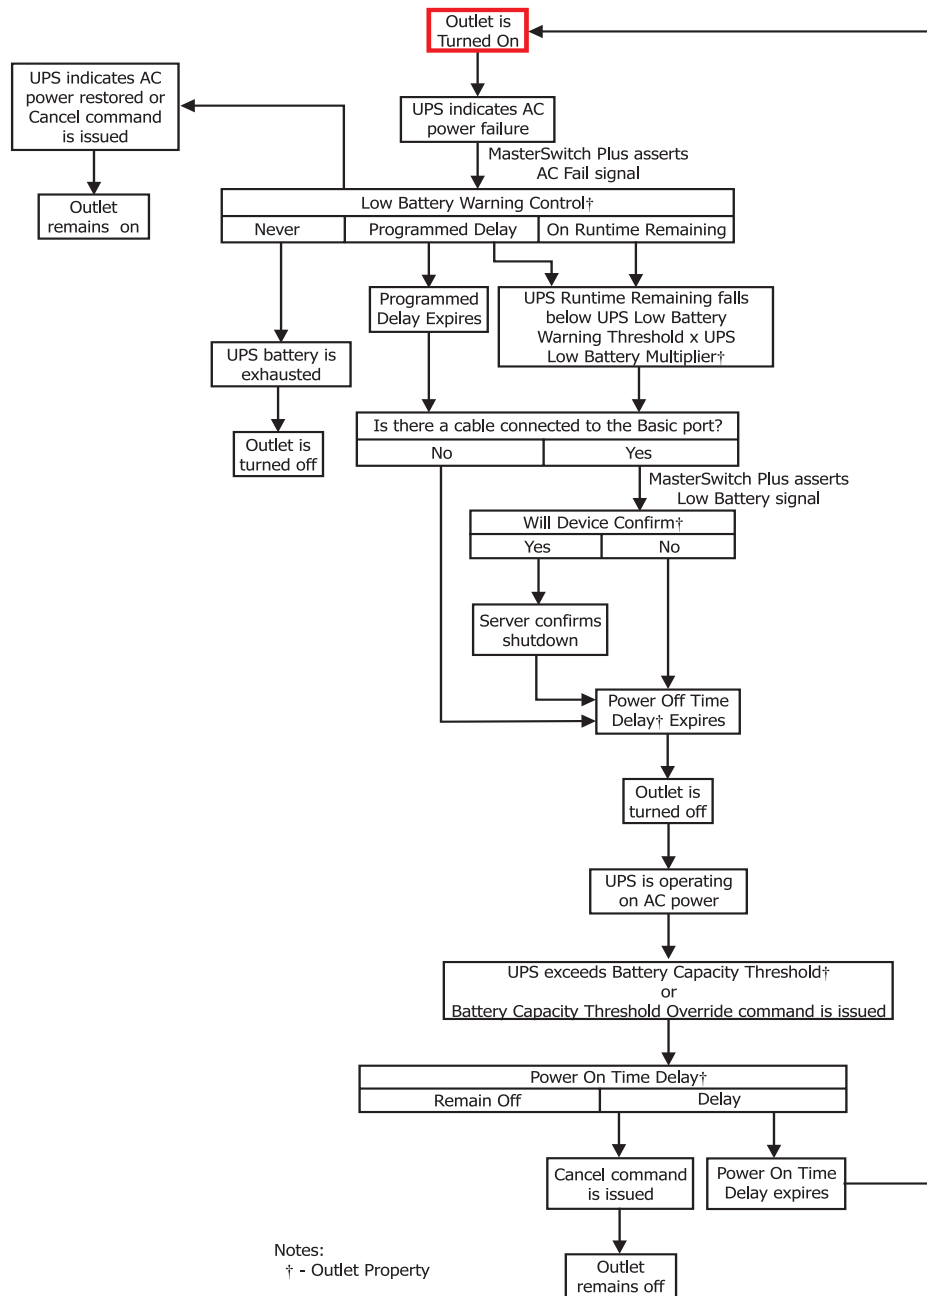 Outlet is
Turned On
UPS indicates AC
power restored or
Cancel command
is issued
UPS indicates AC
power failure
MasterSwitch Plus asserts
AC Fail signal
Outlet
remains on
Low Battery Warning Control†
Never
Programmed Delay
On Runtime Remaining
Programmed
Delay Expires
UPS Runtime Remaining falls
below UPS Low Battery
Warning Threshold x UPS
Low Battery Multiplier†
UPS battery is
exhausted
Outlet is
turned off
Is there a cable connected to the Basic port?
No
Yes
MasterSwitch Plus asserts
Low Battery signal
Will Device Confirm†
Yes
No
Server confirms
shutdown
Power Off Time
Delay† Expires
Outlet is
turned off
UPS is operating
on AC power
UPS exceeds Battery Capacity Threshold†
or
Battery Capacity Threshold Override command is issued
Power On Time Delay†
Remain Off
Delay
Cancel command
is issued
Power On Time
Delay expires
Outlet
remains off
Notes:
† - Outlet Property